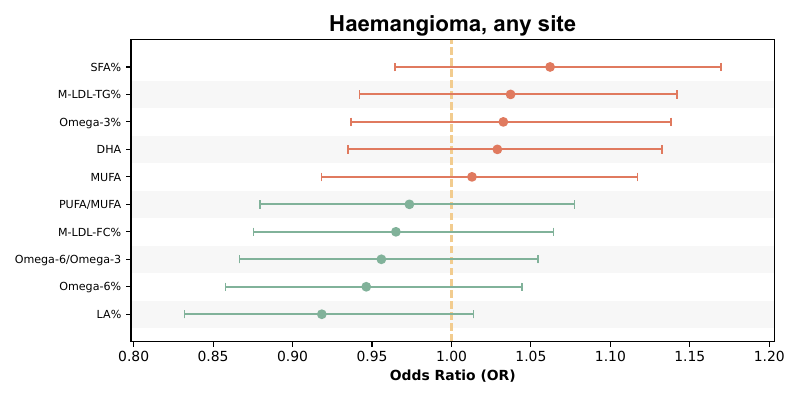 Haemangioma, any site
SFA%
M-LDL-TG%
Omega-3%
DHA
MUFA
PUFA/MUFA
M-LDL-FC%
Omega-6/Omega-3
Omega-6%
LA%
0.80 0.85 0.90 0.95 1.00 1.05 1.10 1.15 1.20
Odds Ratio (OR)